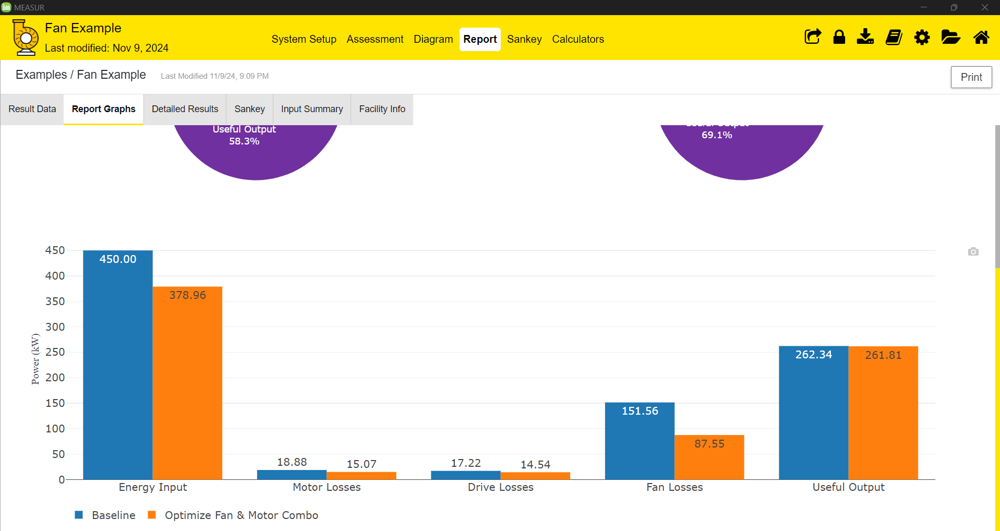 MEASUR
Fan Example
Last modified: Nov 9, 2024
System Setup Assessment Diagram Report Sankey Calculators
Examples / Fan Example Last Modified 11/9/24, 9:09 PM
Print
Result Data Report Graphs Detailed Results Sankey Input Summary Facility Info
Useful Output
58.3%
Useful Output
69.1%
Power (kW)
450
400
350
300
250
200
150
100
50
0
450.00
378.96
18.88
15.07
17.22
14.54
151.56
87.55
262.34
261.81
Energy Input Motor Losses Drive Losses Fan Losses Useful Output
Baseline Optimize Fan & Motor Combo